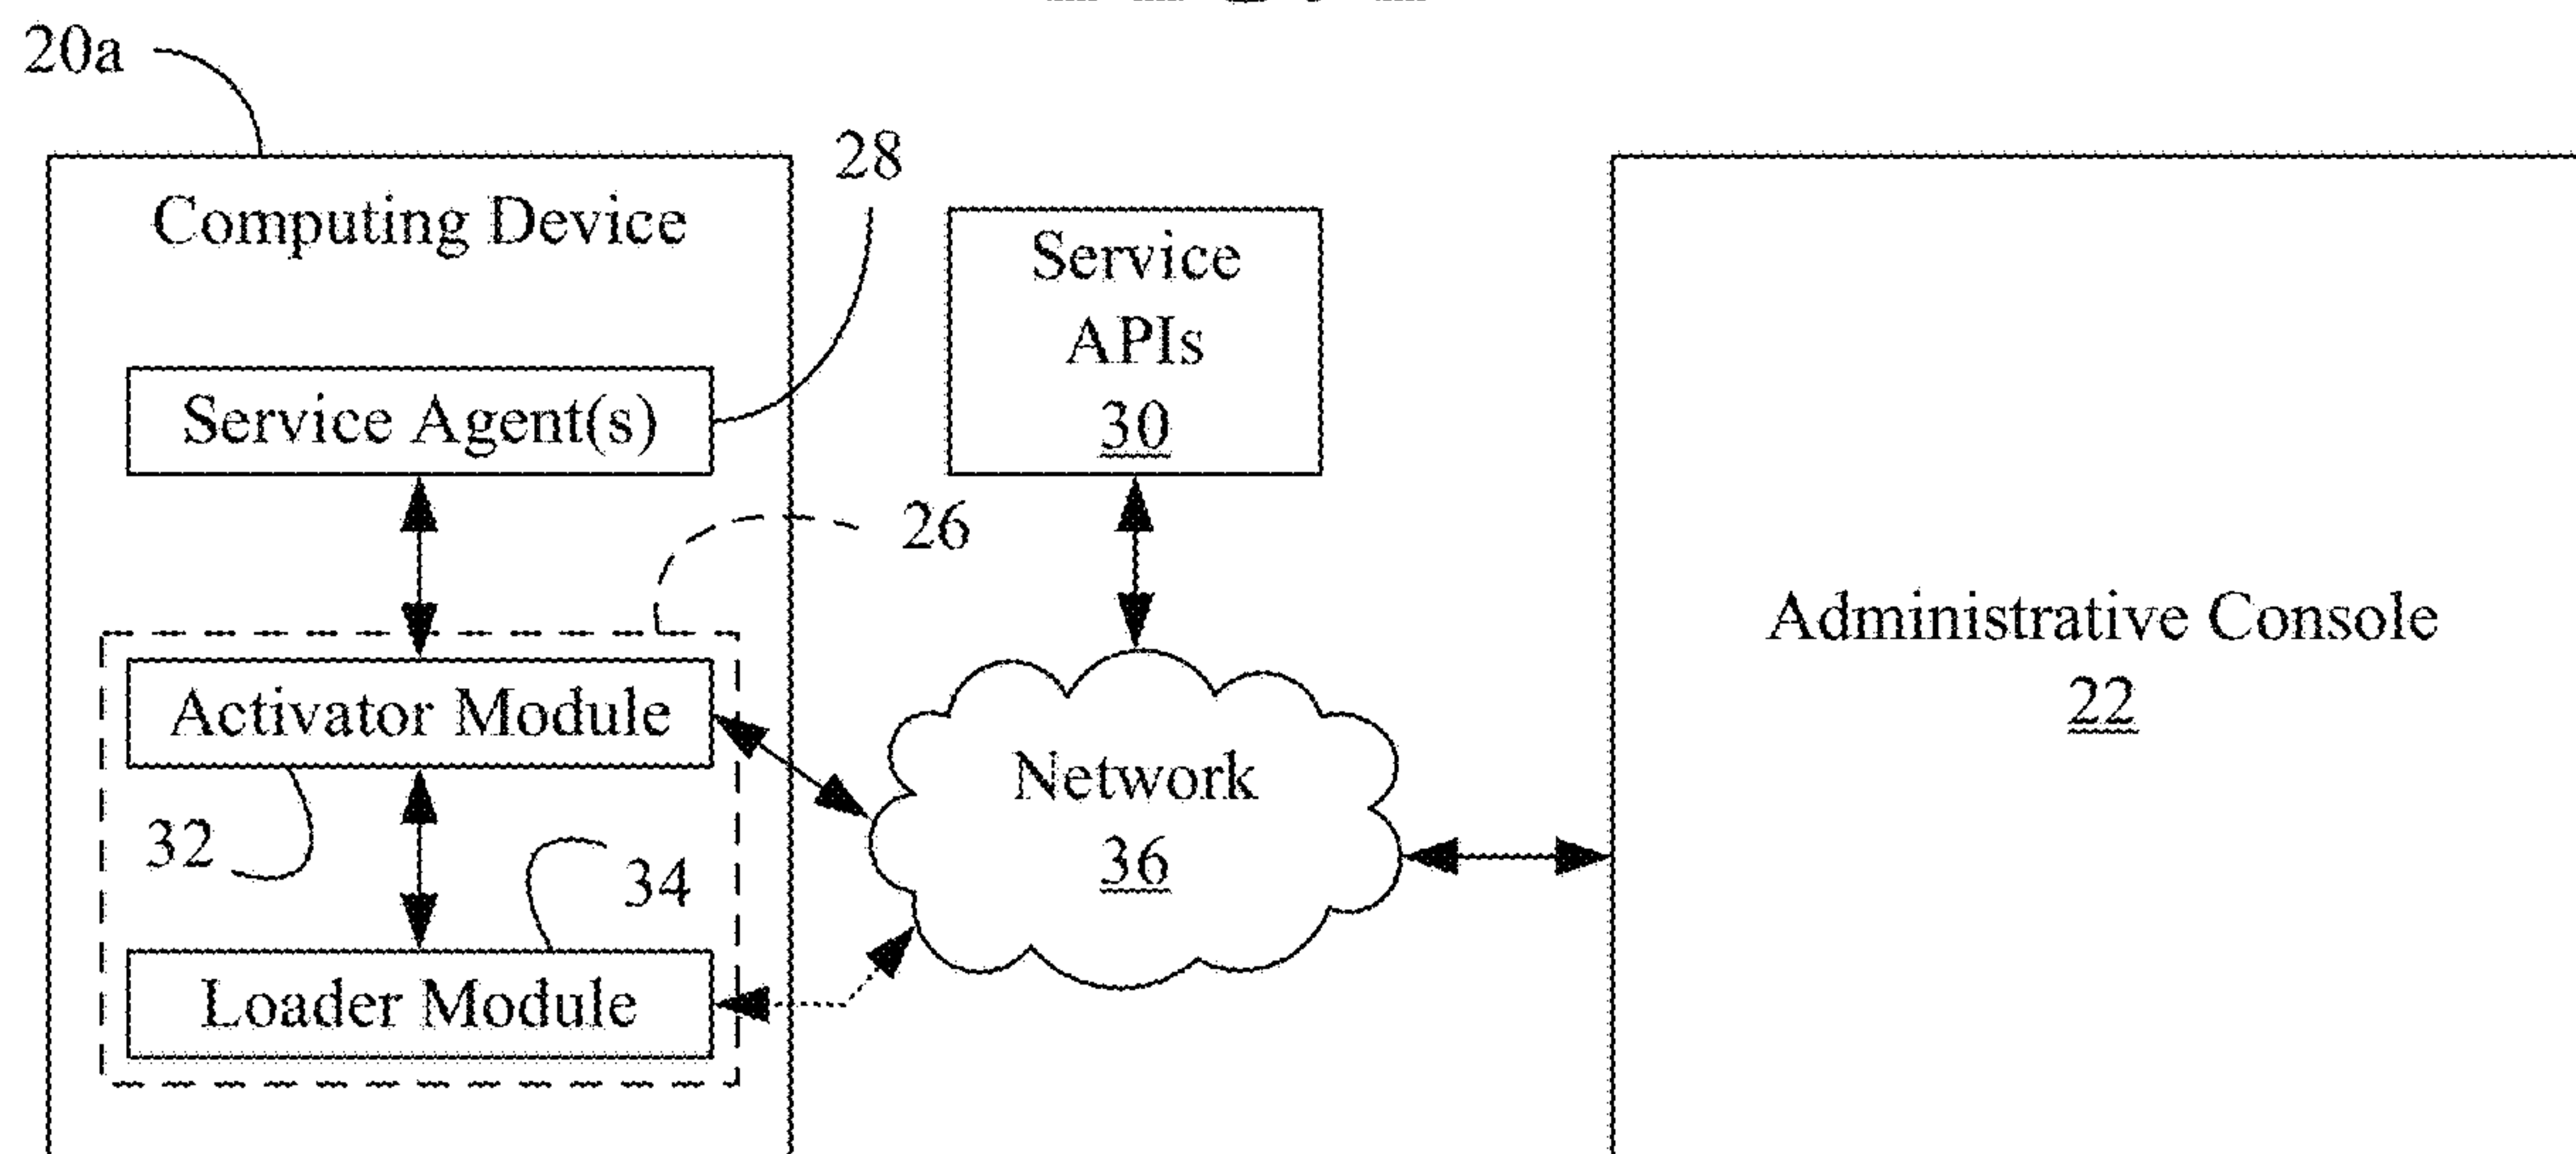 20a
28
Computing Device
Service
APIs
30
Service Agent(s)
26
Administrative Console
22
Activator Module
Network
36
32
34
Loader Module